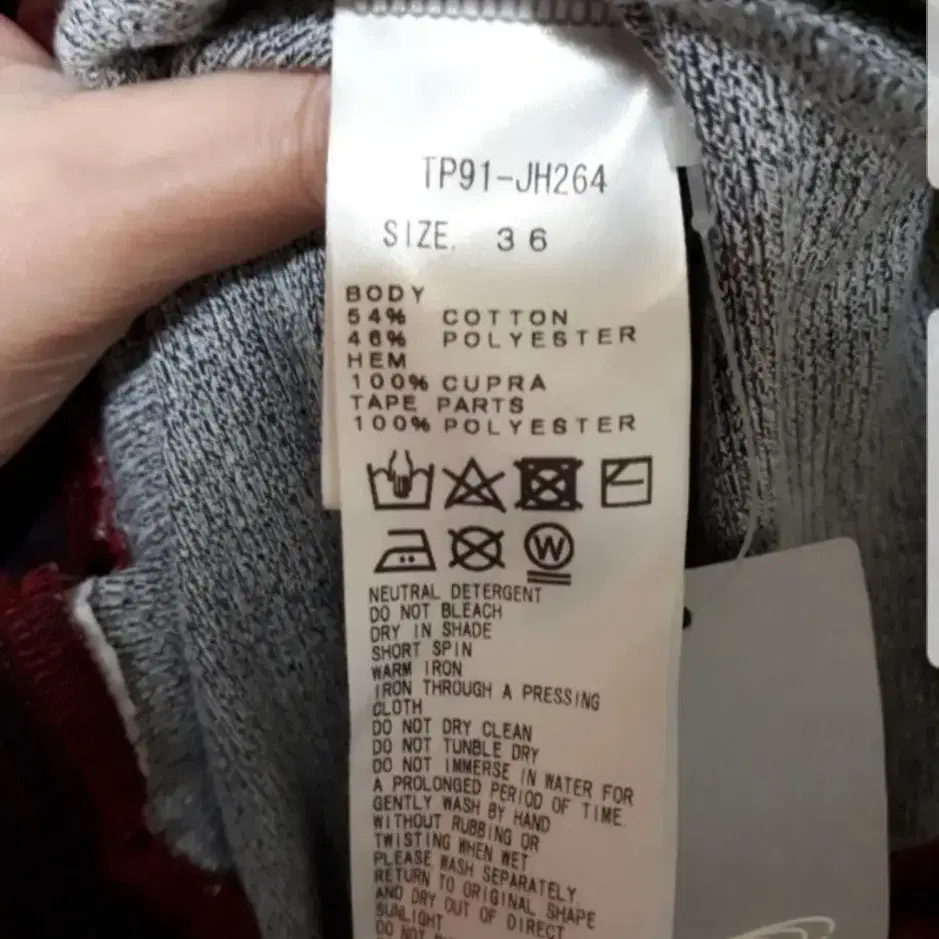 TP91-JH264
SIZE. 36
BODY
54% COTTON
46% POLYESTER
HEM
100% CUPRA
TAPE PARTS
100% POLYESTER
W
NEUTRAL DETERGENT
DO NOT BLEACH
DRY IN SHADE
SHORT SPIN
WARM IRON
IRON THROUGH A PRESSING
CLOTH
DO NOT DRY CLEAN
DO NOT TUNBLE DRY
DO NOT IMMERSE IN WATER FOR
A PROLONGED PERIOD OF TIME.
GENTLY WASH BY HAND
WITHOUT RUBBING OR
TWISTING WHEN WET
PLEASE WASH SEPARATELY.
RETURN TO ORIGINAL SHAPE
AND DRY OUT OF DIRECT
SUNLIGHT
DO NOT